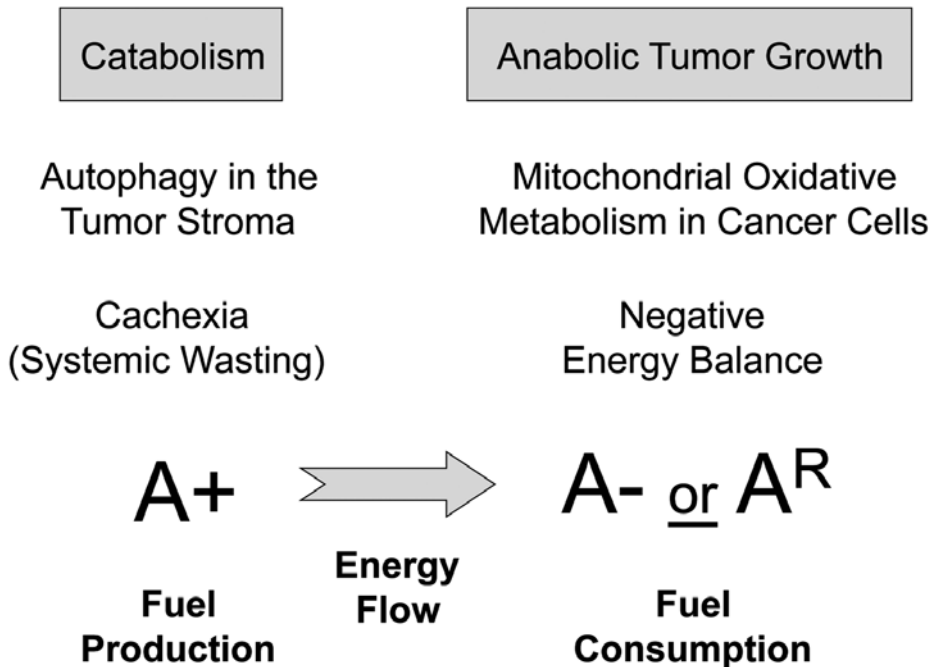 Catabolism
Anabolic Tumor Growth
Autophagy in the
Tumor Stroma
Mitochondrial Oxidative
Metabolism in Cancer Cells
Cachexia
(Systemic Wasting)
Negative
Energy Balance
A+
A- or A^R
Energy
Flow
Fuel
Production
Fuel
Consumption